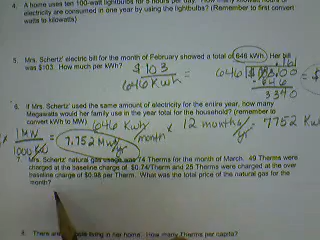 4. A home uses ten 100-watt lightbulbs for 5 hours per day. How many kilowatt hours of
electricity are consumed in one year by using the lightbulbs? (Remember to first convert
watts to kilowatts)
5. Mrs. Schertz' electric bill for the month of February showed a total of 646 kWh. Her bill
was $103. How much per kWh?
$103
646 KWh
.161
646 103.00
646
3340
6. If Mrs. Schertz' used the same amount of electricity for the entire year, how many
Megawatts would her family use in the year total for the household? (remember to
convert kWh to MW)
646 KWh
month
× 12 months
yr
= 7752 KW
× 1MW
1000
7.752 MW
yr
7. Mrs. Schertz' natural gas usage was 74 Therms for the month of March. 49 Therms were
charged at the baseline charge of $0.74/Therm and 25 Therms were charged at the over
baseline charge of $0.98 per Therm. What was the total price of the natural gas for the
month?
8. There are people living in her home. How many Therms per capita?